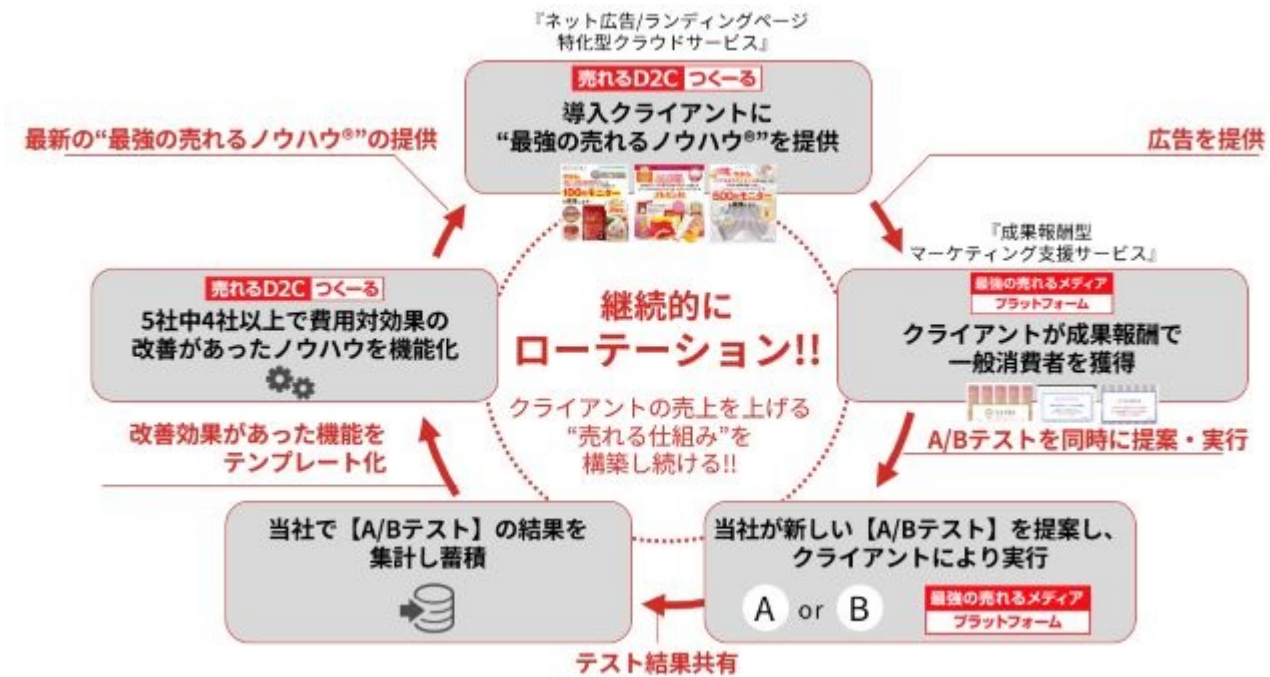 『ネット広告/ランディングページ
特化型クラウドサービス』
売れるD2C つくーる
導入クライアントに
“最強の売れるノウハウ®”を提供
100円モニター
500円モニター
最新の“最強の売れるノウハウ®”の提供
広告を提供
『成果報酬型
マーケティング支援サービス』
最強の売れるメディア
プラットフォーム
クライアントが成果報酬で
一般消費者を獲得
売れるD2C つくーる
5社中4社以上で費用対効果の
改善があったノウハウを機能化
継続的に
ローテーション!!
クライアントの売上を上げる
“売れる仕組み”を
構築し続ける!!
改善効果があった機能を
テンプレート化
A/Bテストを同時に提案・実行
当社で【A/Bテスト】の結果を
集計し蓄積
当社が新しい【A/Bテスト】を提案し、
クライアントにより実行
A or B
最強の売れるメディア
プラットフォーム
テスト結果共有